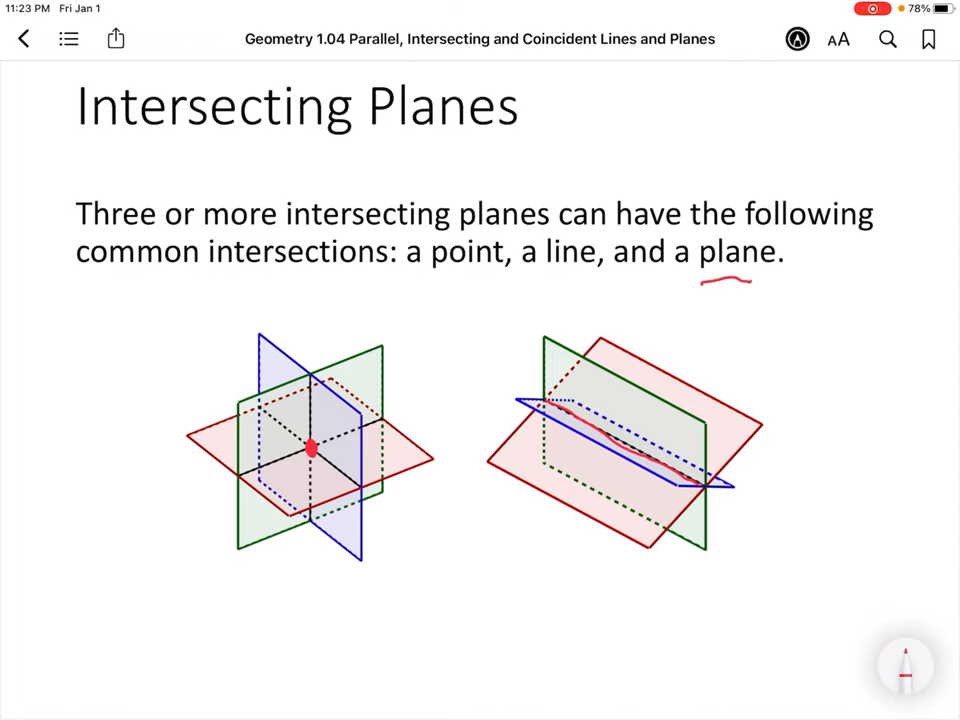 11:23 PM Fri Jan 1
78%
Geometry 1.04 Parallel, Intersecting and Coincident Lines and Planes
AA
Intersecting Planes
Three or more intersecting planes can have the following
common intersections: a point, a line, and a plane.